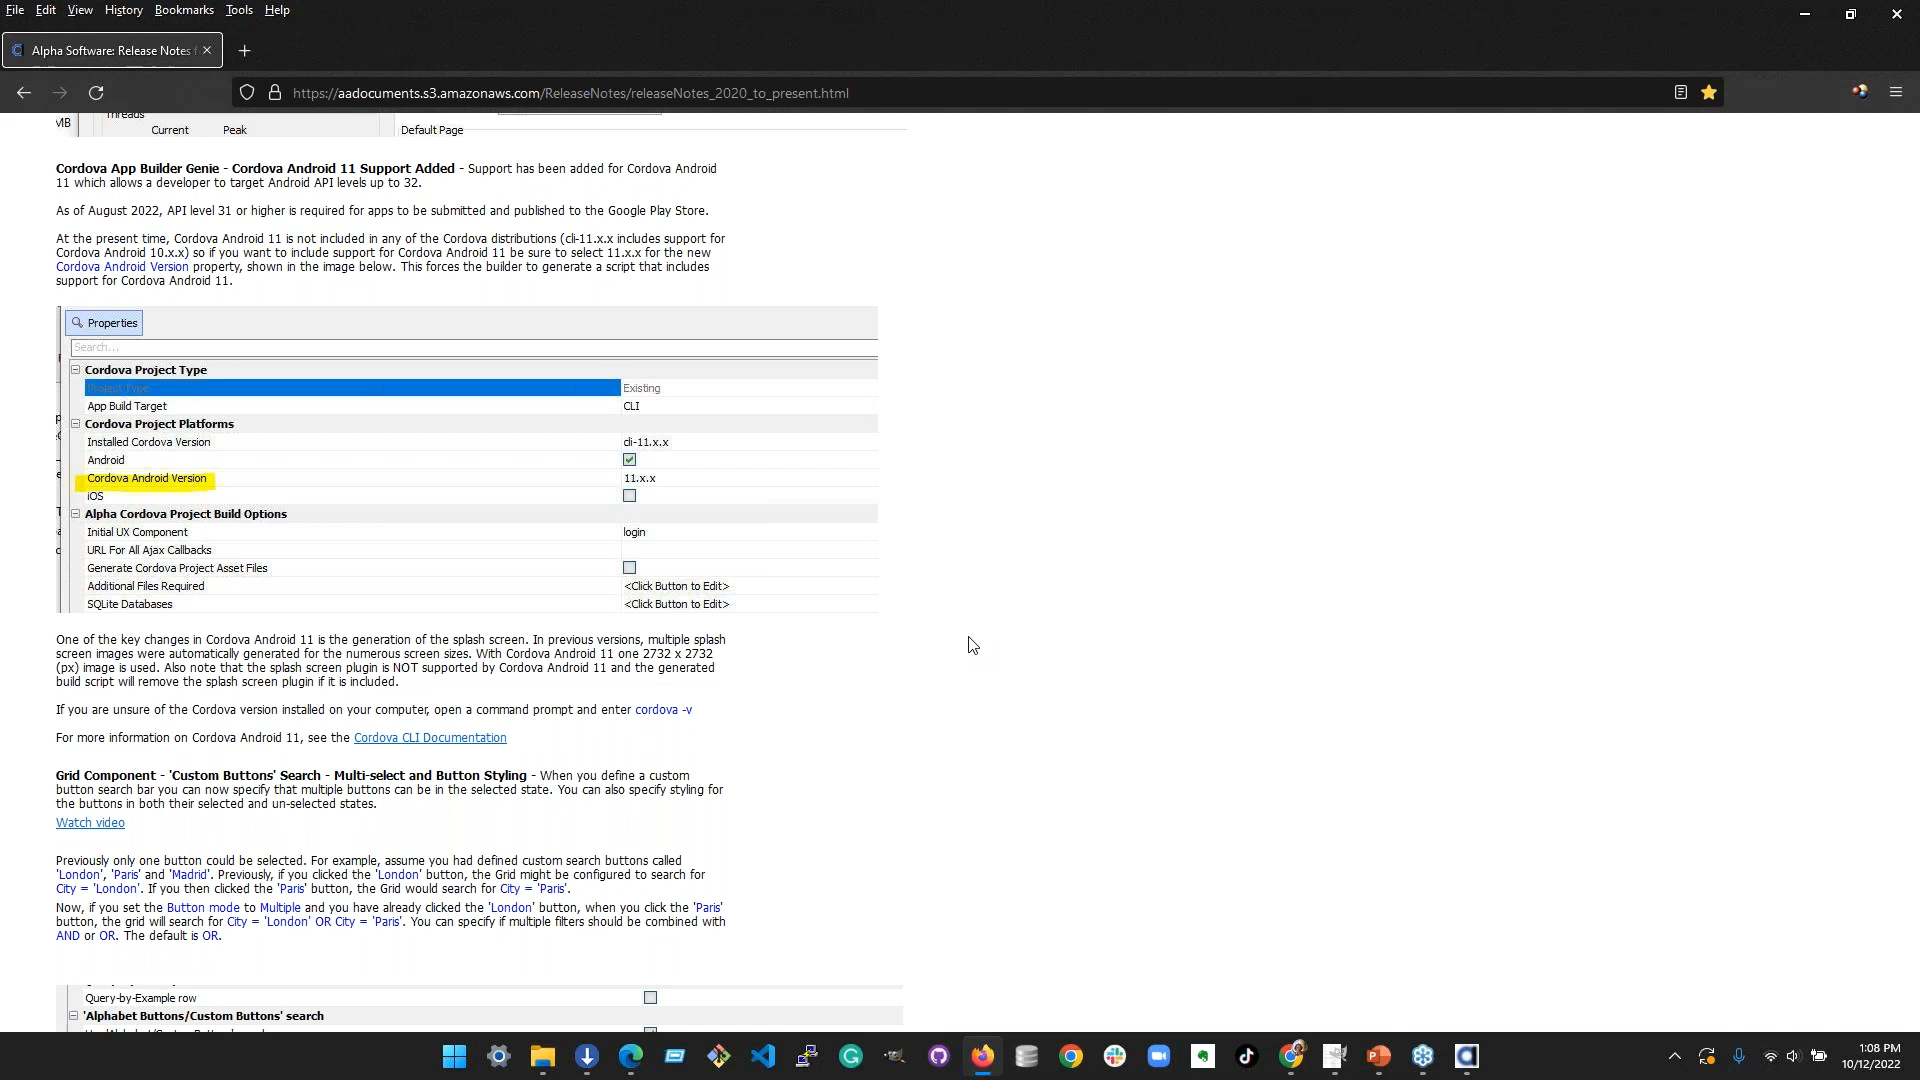 File Edit View History Bookmarks Tools Help
Alpha Software: Release Notes
https://aadocuments.s3.amazonaws.com/ReleaseNotes/releaseNotes_2020_to_present.html
MB Threads
Current Peak Default Page
Cordova App Builder Genie - Cordova Android 11 Support Added - Support has been added for Cordova Android
11 which allows a developer to target Android API levels up to 32.
As of August 2022, API level 31 or higher is required for apps to be submitted and published to the Google Play Store.
At the present time, Cordova Android 11 is not included in any of the Cordova distributions (cli-11.x.x includes support for
Cordova Android 10.x.x) so if you want to include support for Cordova Android 11 be sure to select 11.x.x for the new
Cordova Android Version property, shown in the image below. This forces the builder to generate a script that includes
support for Cordova Android 11.
Properties
Search...
Cordova Project Type
Project Type Existing
App Build Target CLI
Cordova Project Platforms
Installed Cordova Version cli-11.x.x
Android
Cordova Android Version 11.x.x
iOS
Alpha Cordova Project Build Options
Initial UX Component login
URL For All Ajax Callbacks
Generate Cordova Project Asset Files
Additional Files Required <Click Button to Edit>
SQLite Databases <Click Button to Edit>
One of the key changes in Cordova Android 11 is the generation of the splash screen. In previous versions, multiple splash
screen images were automatically generated for the numerous screen sizes. With Cordova Android 11 one 2732 x 2732
(px) image is used. Also note that the splash screen plugin is NOT supported by Cordova Android 11 and the generated
build script will remove the splash screen plugin if it is included.
If you are unsure of the Cordova version installed on your computer, open a command prompt and enter cordova -v
For more information on Cordova Android 11, see the Cordova CLI Documentation
Grid Component - 'Custom Buttons' Search - Multi-select and Button Styling - When you define a custom
button search bar you can now specify that multiple buttons can be in the selected state. You can also specify styling for
the buttons in both their selected and un-selected states.
Watch video
Previously only one button could be selected. For example, assume you had defined custom search buttons called
'London', 'Paris' and 'Madrid'. Previously, if you clicked the 'London' button, the Grid might be configured to search for
City = 'London'. If you then clicked the 'Paris' button, the Grid would search for City = 'Paris'.
Now, if you set the Button mode to Multiple and you have already clicked the 'London' button, when you click the 'Paris'
button, the grid will search for City = 'London' OR City = 'Paris'. You can specify if multiple filters should be combined with
AND or OR. The default is OR.
Query-by-Example row
'Alphabet Buttons/Custom Buttons' search
1:08 PM
10/12/2022